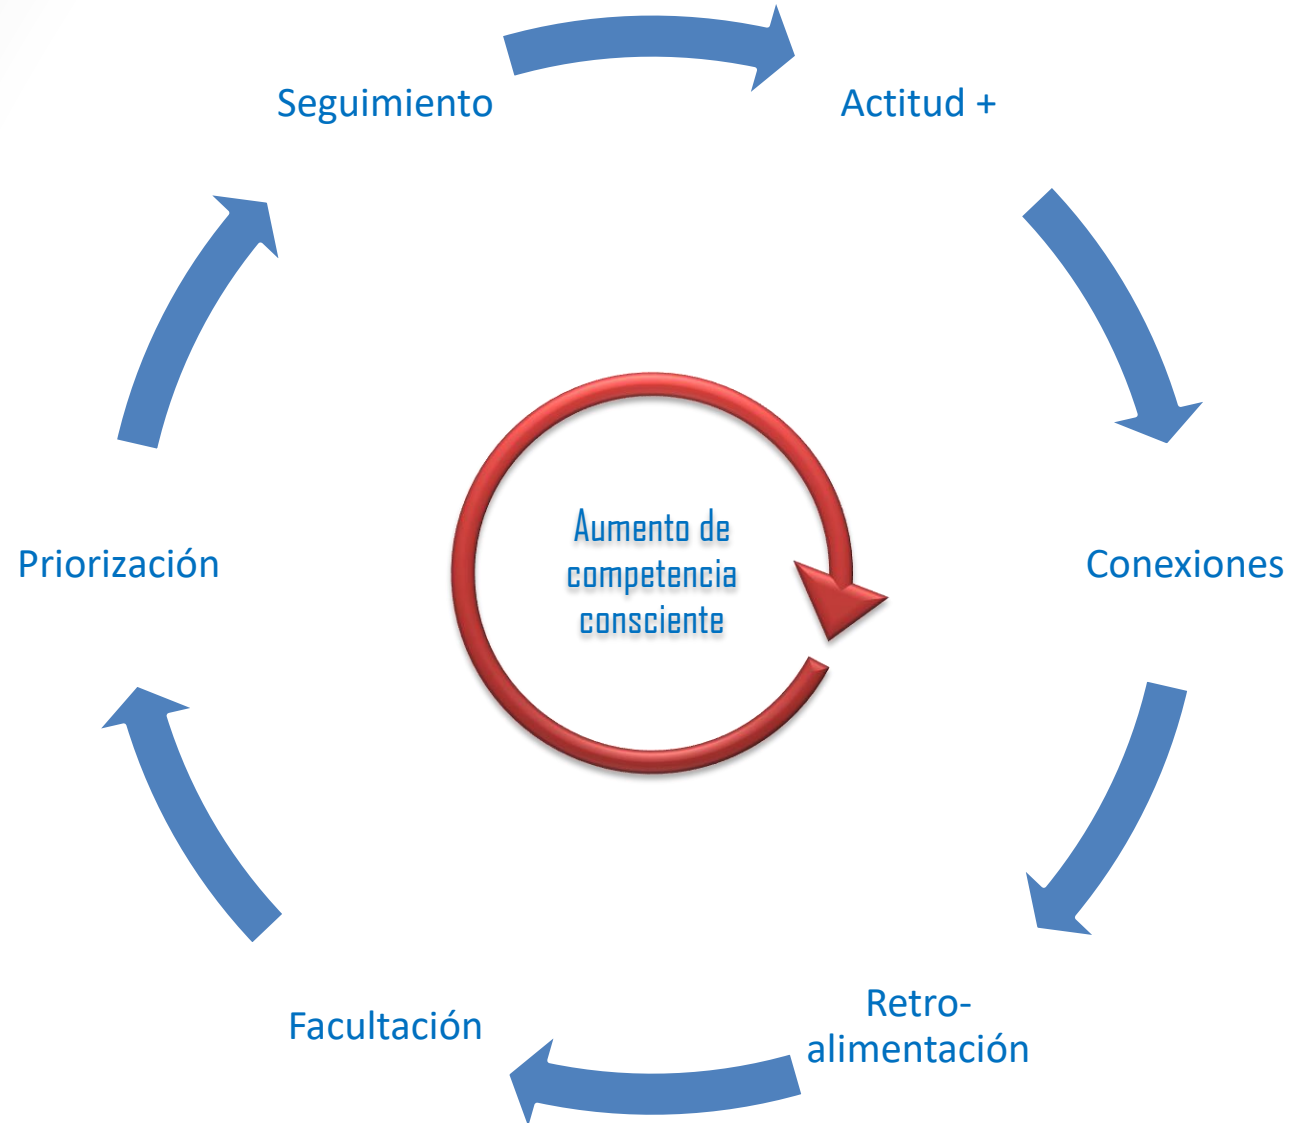 Seguimiento
Actitud +
Priorización
Aumento de
competencia
consciente
Conexiones
Facultación
Retro-
alimentación